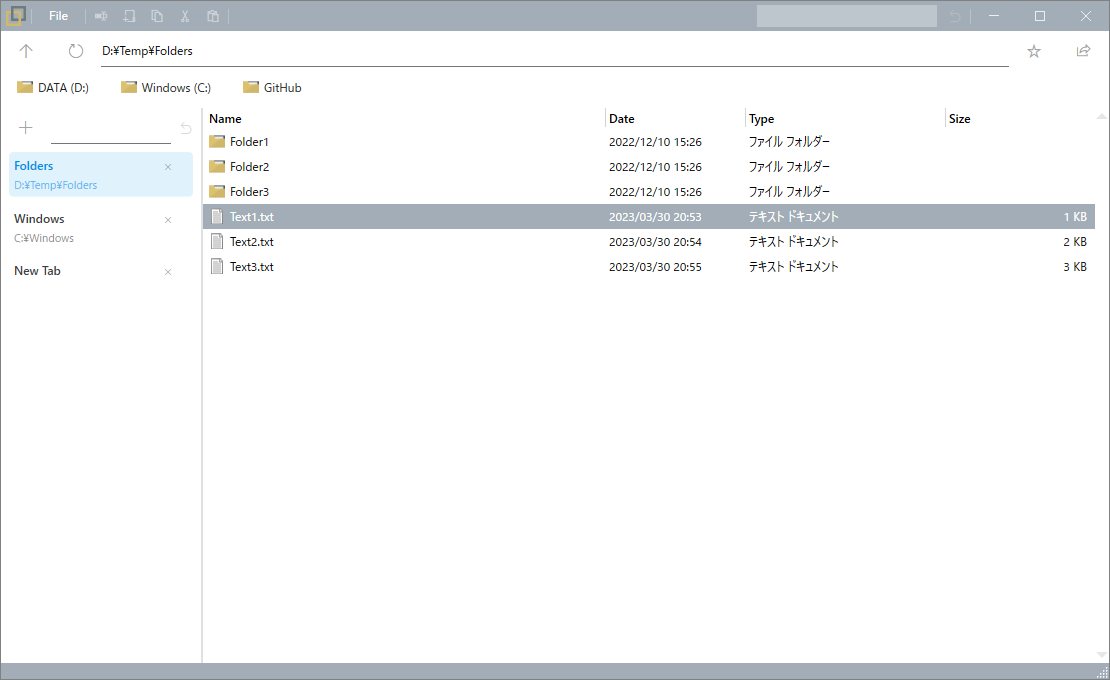 File
D:¥Temp¥Folders
DATA (D:) Windows (C:) GitHub
Name Date Type Size
Folders
D:¥Temp¥Folders
Windows
C:¥Windows
New Tab
Folder1 2022/12/10 15:26 ファイル フォルダー
Folder2 2022/12/10 15:26 ファイル フォルダー
Folder3 2022/12/10 15:26 ファイル フォルダー
Text1.txt 2023/03/30 20:53 テキスト ドキュメント 1 KB
Text2.txt 2023/03/30 20:54 テキスト ドキュメント 2 KB
Text3.txt 2023/03/30 20:55 テキスト ドキュメント 3 KB